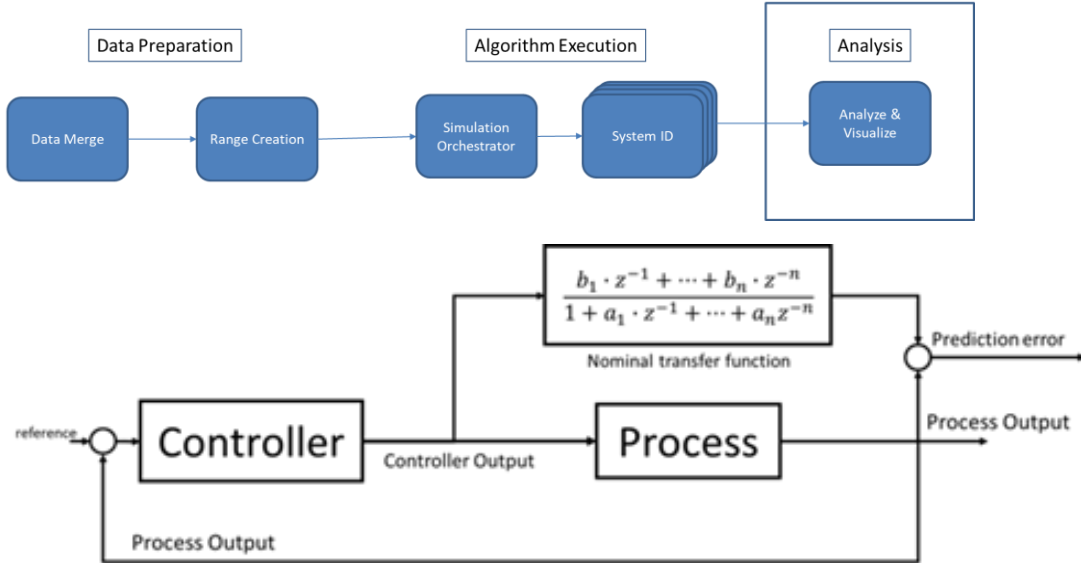 Data Preparation
Algorithm Execution
Analysis
Data Merge
Range Creation
Simulation
Orchestrator
System ID
Analyze &
Visualize
b₁ · z⁻¹ + ⋯ + bₙ · z⁻ⁿ
1 + a₁ · z⁻¹ + ⋯ + aₙz⁻ⁿ
Nominal transfer function
Prediction error
reference
Controller
Controller Output
Process
Process Output
Process Output